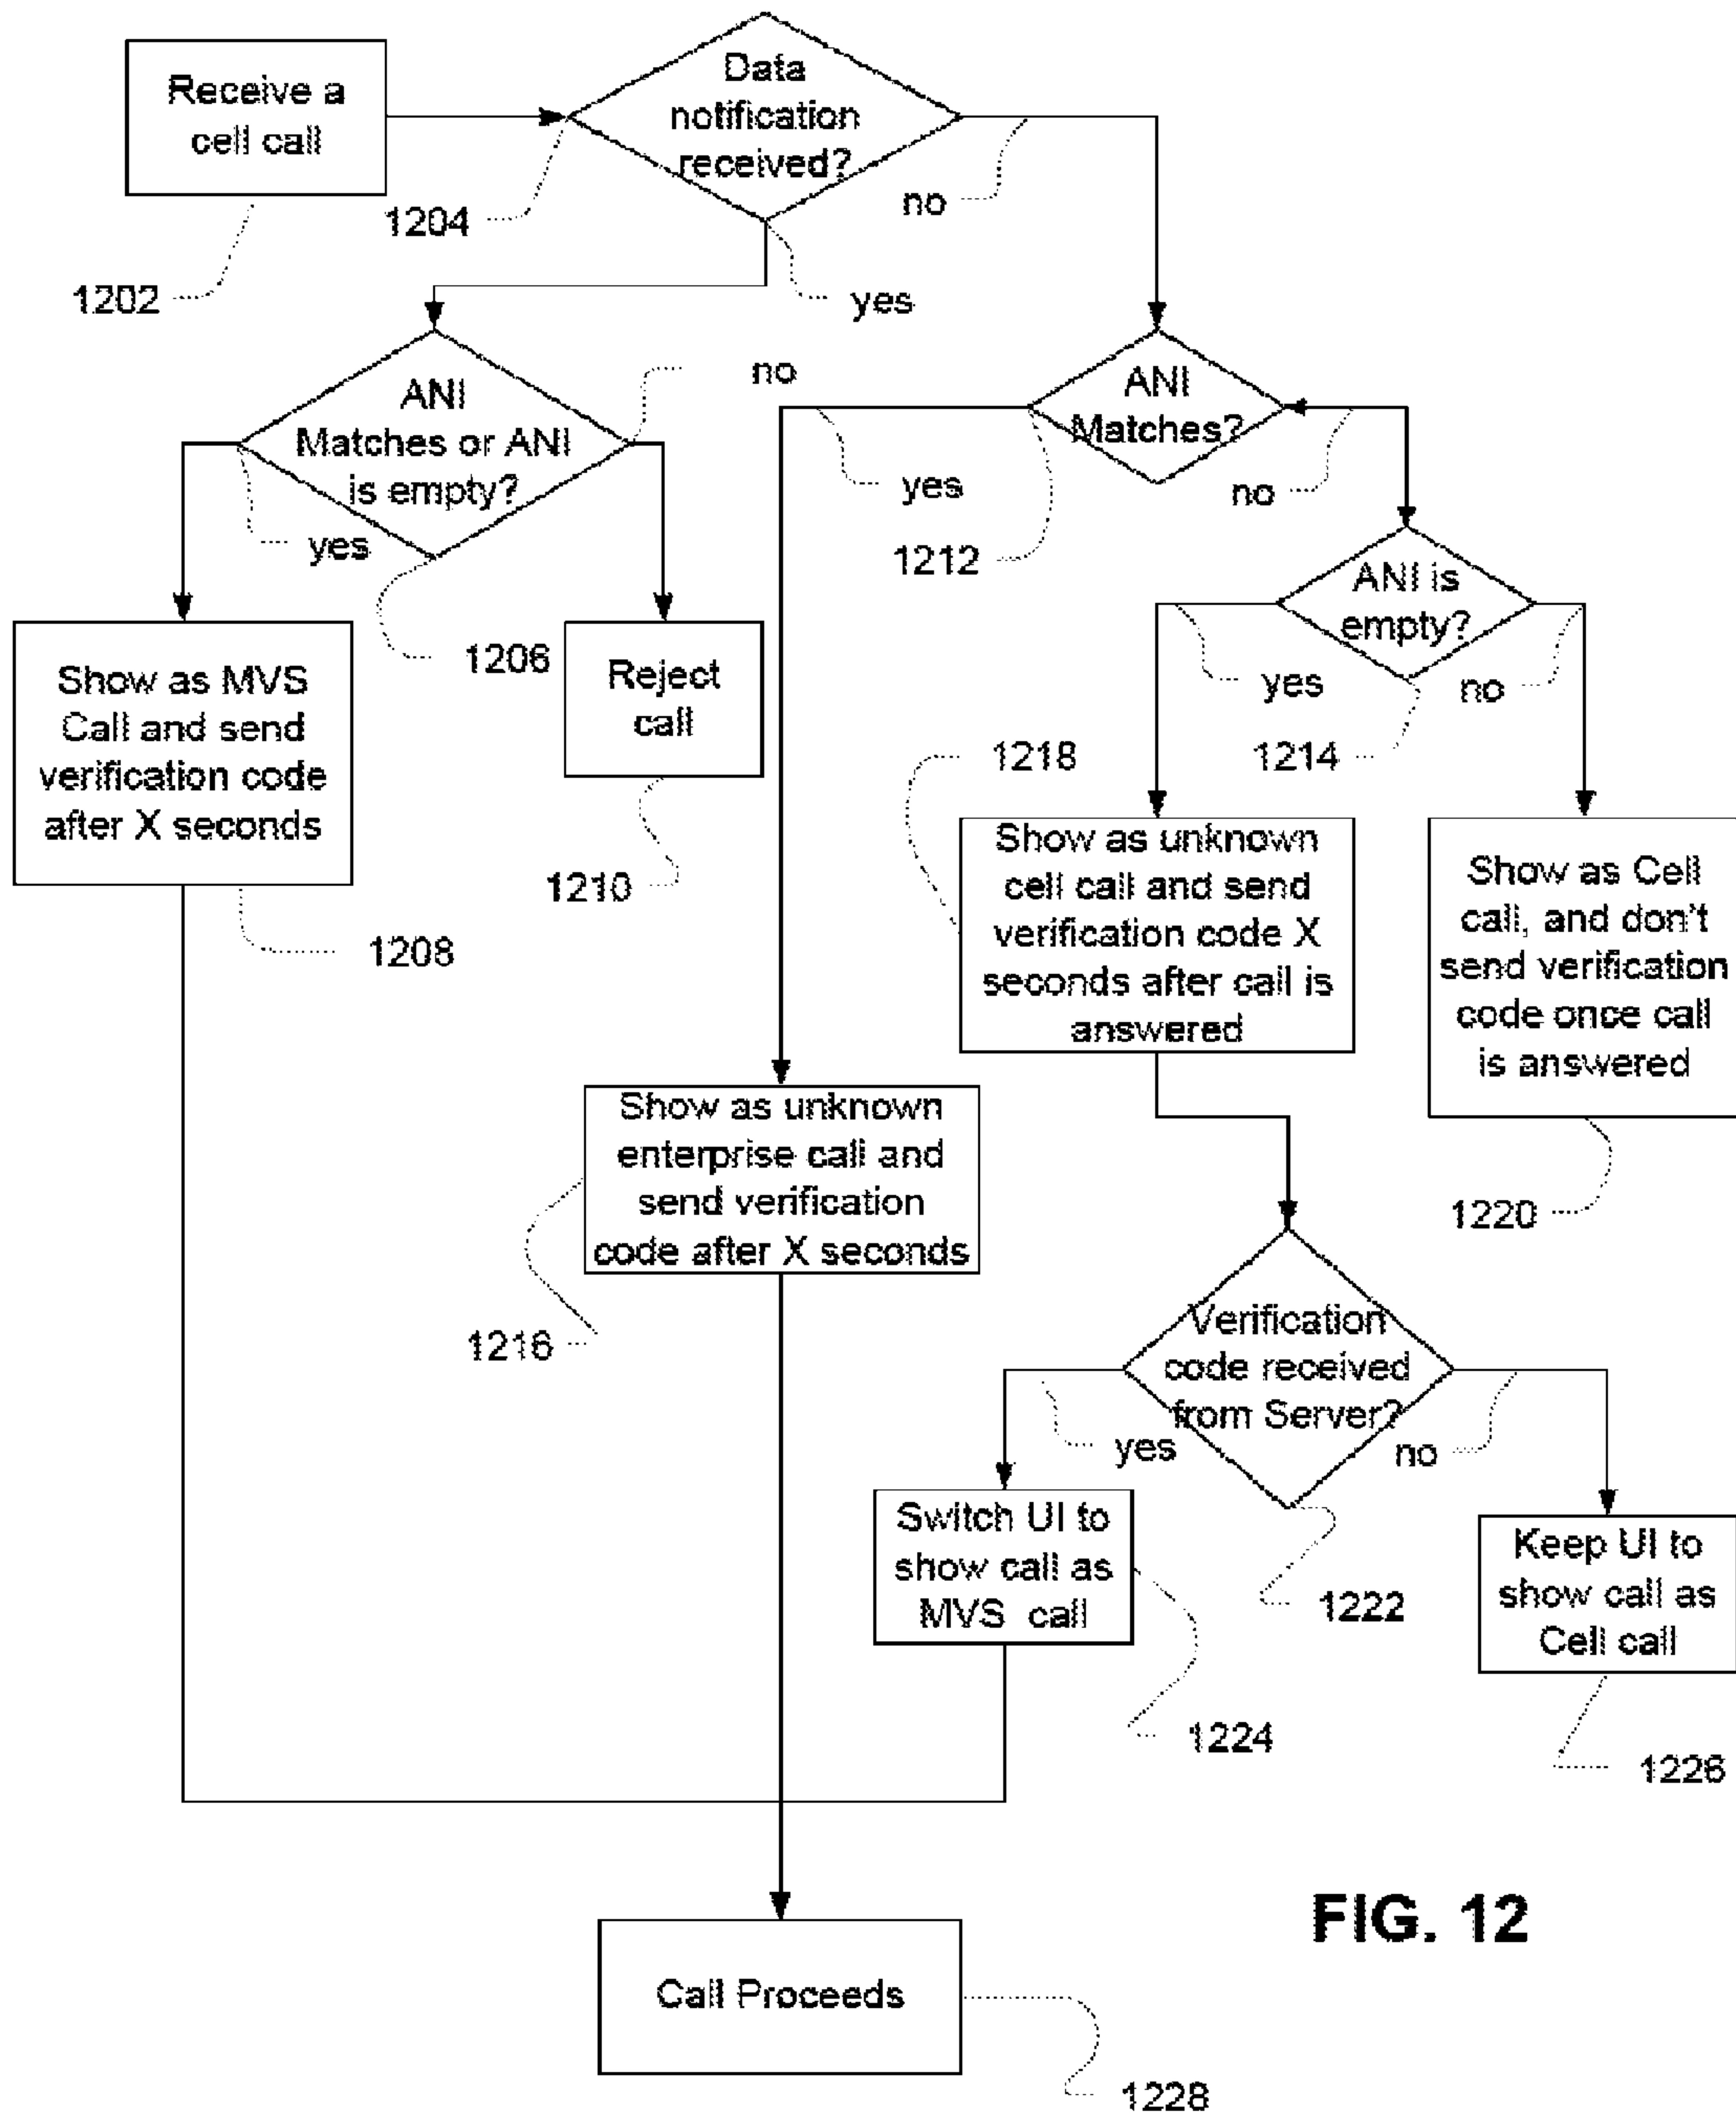 Receive a
cell call
Data
notification
received?
no
1204
1202
yes
ANI
Matches or ANI
is empty?
no
ANI
Matches?
yes
no
yes
1212
ANI is
empty?
1206
yes
no
1214
Show as MVS
Call and send
verification code
after X seconds
Reject
call
1218
1210
1208
Show as unknown
cell call and send
verification code X
seconds after call is
answered
Show as Cell
call, and don't
send verification
code once call
is answered
Show as unknown
enterprise call and
send verification
code after X seconds
1220
1216
Verification
code received
from Server?
yes
no
Switch UI to
show call as
MVS call
1222
Keep UI to
show call as
Cell call
1224
1226
FIG. 12
Call Proceeds
1228